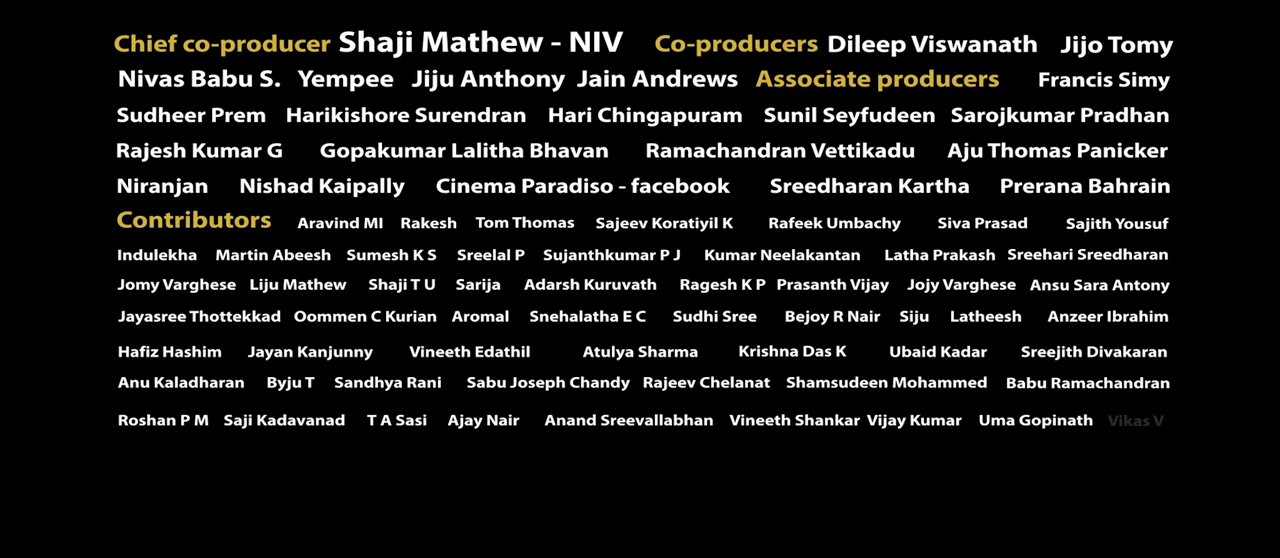 Chief co-producer Shaji Mathew - NIV Co-producers Dileep Viswanath Jijo Tomy
Nivas Babu S. Yempee Jiju Anthony Jain Andrews Associate producers Francis Simy
Sudheer Prem Harikishore Surendran Hari Chingapuram Sunil Seyfudeen Sarojkumar Pradhan
Rajesh Kumar G Gopakumar Lalitha Bhavan Ramachandran Vettikadu Aju Thomas Panicker
Niranjan Nishad Kaipally Cinema Paradiso - facebook Sreedharan Kartha Prerana Bahrain
Contributors Aravind MI Rakesh Tom Thomas Sajeev Koratiyil K Rafeek Umbachy Siva Prasad Sajith Yousuf
Indulekha Martin Abeesh Sumesh K S Sreelal P Sujanthkumar P J Kumar Neelakantan Latha Prakash Sreehari Sreedharan
Jomy Varghese Liju Mathew Shaji T U Sarija Adarsh Kuruvath Ragesh K P Prasanth Vijay Jojy Varghese Ansu Sara Antony
Jayasree Thottekkad Oommen C Kurian Aromal Snehalatha E C Sudhi Sree Bejoy R Nair Siju Latheesh Anzeer Ibrahim
Hafiz Hashim Jayan Kanjunny Vineeth Edathil Atulya Sharma Krishna Das K Ubaid Kadar Sreejith Divakaran
Anu Kaladharan Byju T Sandhya Rani Sabu Joseph Chandy Rajeev Chelanat Shamsudeen Mohammed Babu Ramachandran
Roshan P M Saji Kadavanad T A Sasi Ajay Nair Anand Sreevallabhan Vineeth Shankar Vijay Kumar Uma Gopinath Vikas V